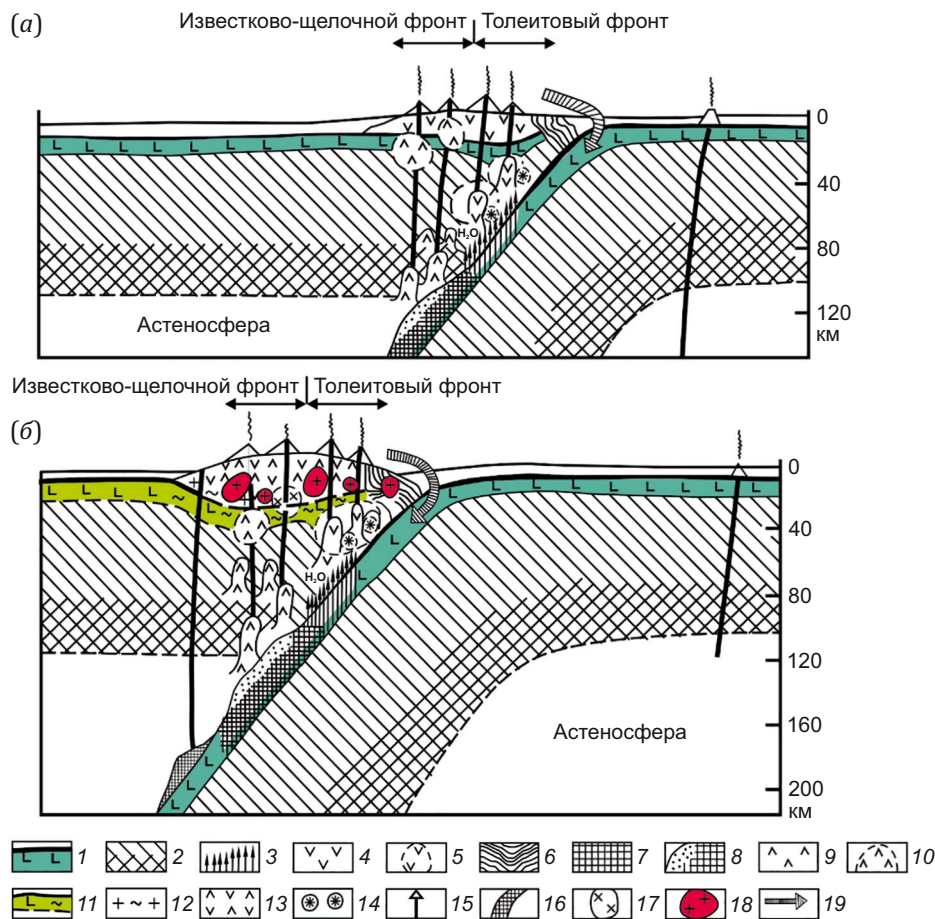 (а)
Известково-щелочной фронт Толеитовый фронт
0
40
H₂O
80
Астеносфера
120
км
Известково-щелочной фронт Толеитовый фронт
(б)
0
40
H₂O
80
120
Астеносфера
160
200
км
1 2 3 4 5 6 7 8 9 10
11 12 13 14 15 16 17 18 19